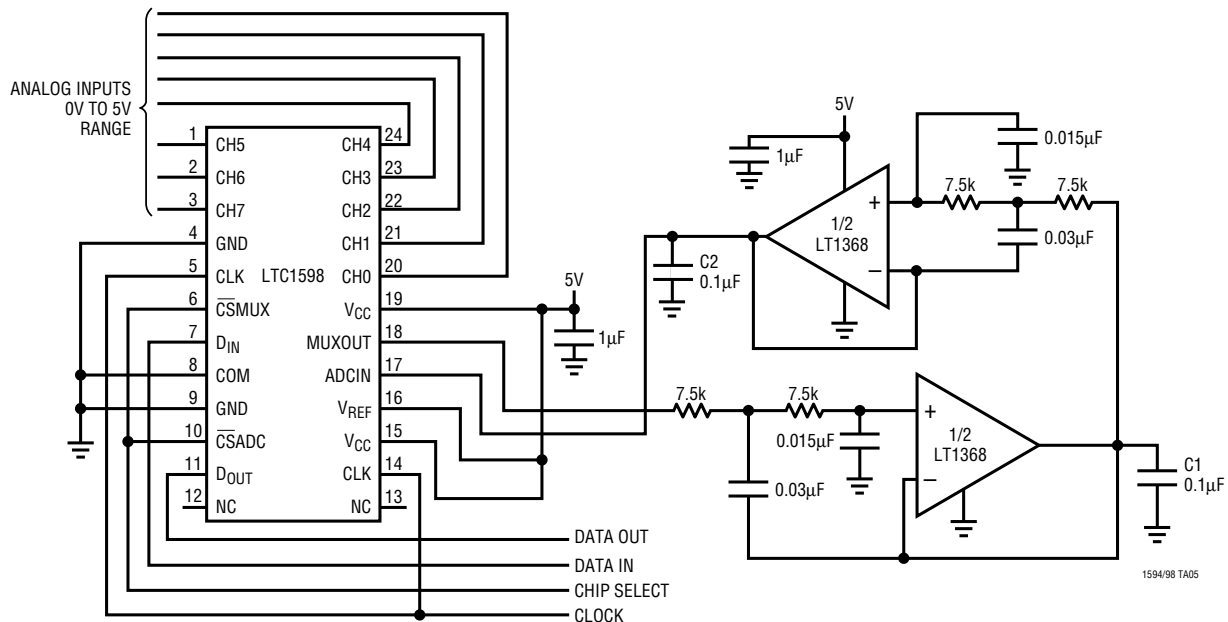 ANALOG INPUTS
0V TO 5V
RANGE
1
CH5
2
CH6
3
CH7
4
GND
5
CLK
6
CSMUX
7
DIN
8
COM
9
GND
10
CSADC
11
DOUT
12
NC
LTC1598
24
CH4
23
CH3
22
CH2
21
CH1
20
CH0
19
VCC
18
MUXOUT
17
ADCIN
16
VREF
15
VCC
14
CLK
13
NC
5V
1µF
DATA OUT
DATA IN
CHIP SELECT
CLOCK
C2
0.1µF
5V
1µF
+
1/2
LT1368
–
0.015µF
7.5k
7.5k
0.03µF
7.5k
7.5k
0.015µF
0.03µF
+
1/2
LT1368
–
C1
0.1µF
1594/98 TA05